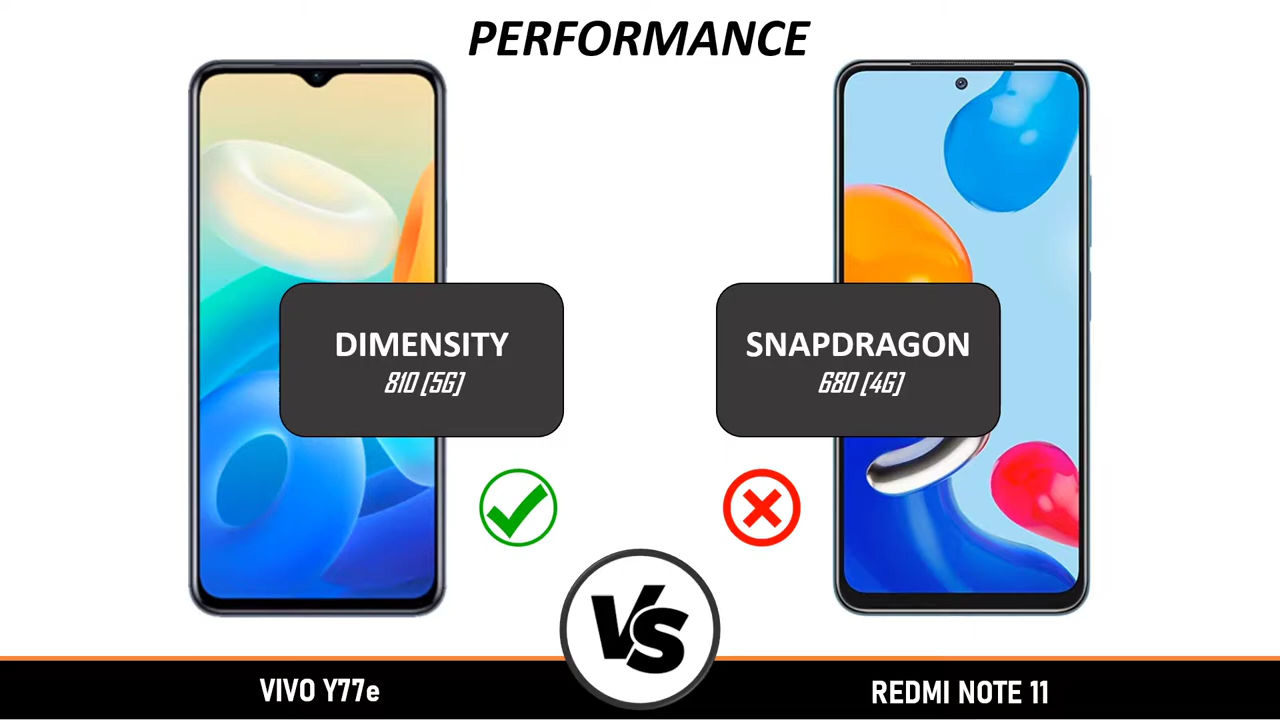 PERFORMANCE
DIMENSITY
810 [5G]
SNAPDRAGON
680 [4G]
VS
VIVO Y77e
REDMI NOTE 11